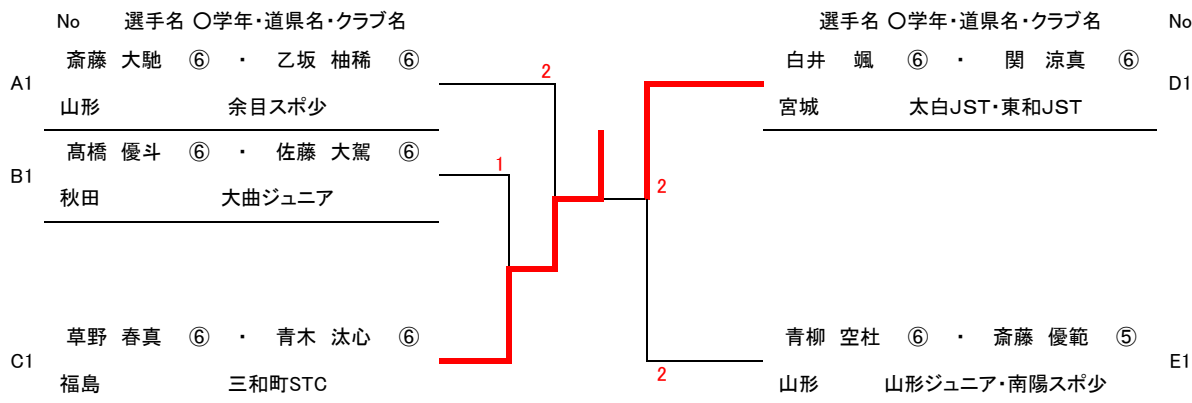 No 選手名 〇学年・道県名・クラブ名
A1
斎藤 大馳 ⑥ ・ 乙坂 柚稀 ⑥
山形 余目スポ少
2
B1
髙橋 優斗 ⑥ ・ 佐藤 大駕 ⑥
秋田 大曲ジュニア
1
C1
草野 春真 ⑥ ・ 青木 汰心 ⑥
福島 三和町STC
選手名 〇学年・道県名・クラブ名 No
白井 颯 ⑥ ・ 関 涼真 ⑥
D1
宮城 太白JST・東和JST
2
青柳 空杜 ⑥ ・ 斎藤 優範 ⑤
E1
山形 山形ジュニア・南陽スポ少
2